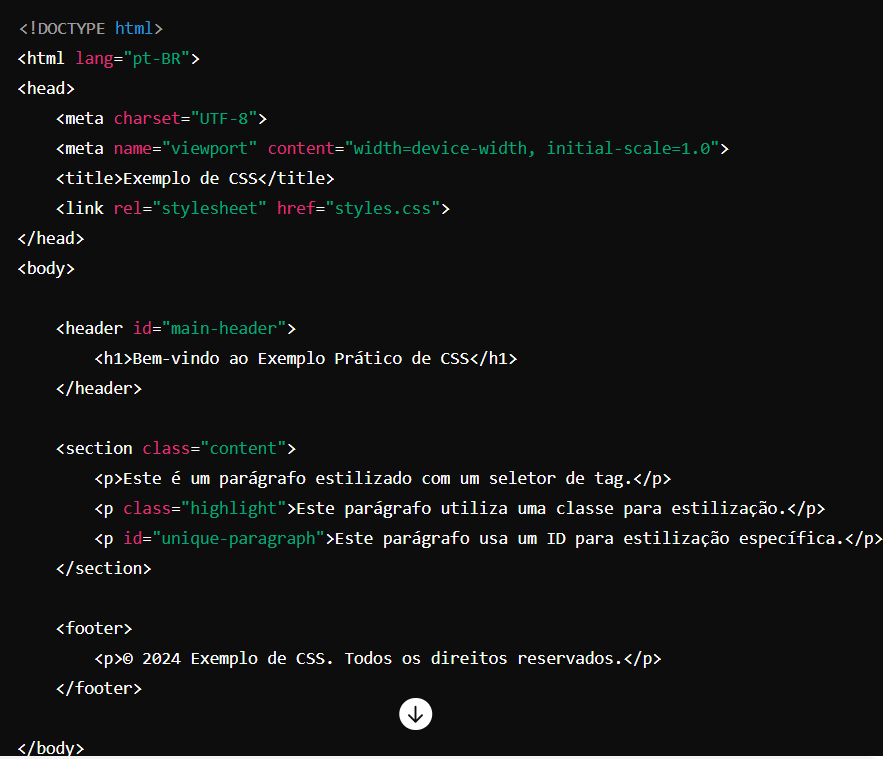 <!DOCTYPE html>
<html lang="pt-BR">
<head>
    <meta charset="UTF-8">
    <meta name="viewport" content="width=device-width, initial-scale=1.0">
    <title>Exemplo de CSS</title>
    <link rel="stylesheet" href="styles.css">
</head>
<body>

    <header id="main-header">
        <h1>Bem-vindo ao Exemplo Prático de CSS</h1>
    </header>

    <section class="content">
        <p>Este é um parágrafo estilizado com um seletor de tag.</p>
        <p class="highlight">Este parágrafo utiliza uma classe para estilização.</p>
        <p id="unique-paragraph">Este parágrafo usa um ID para estilização específica.</p>
    </section>

    <footer>
        <p>© 2024 Exemplo de CSS. Todos os direitos reservados.</p>
    </footer>

</body>